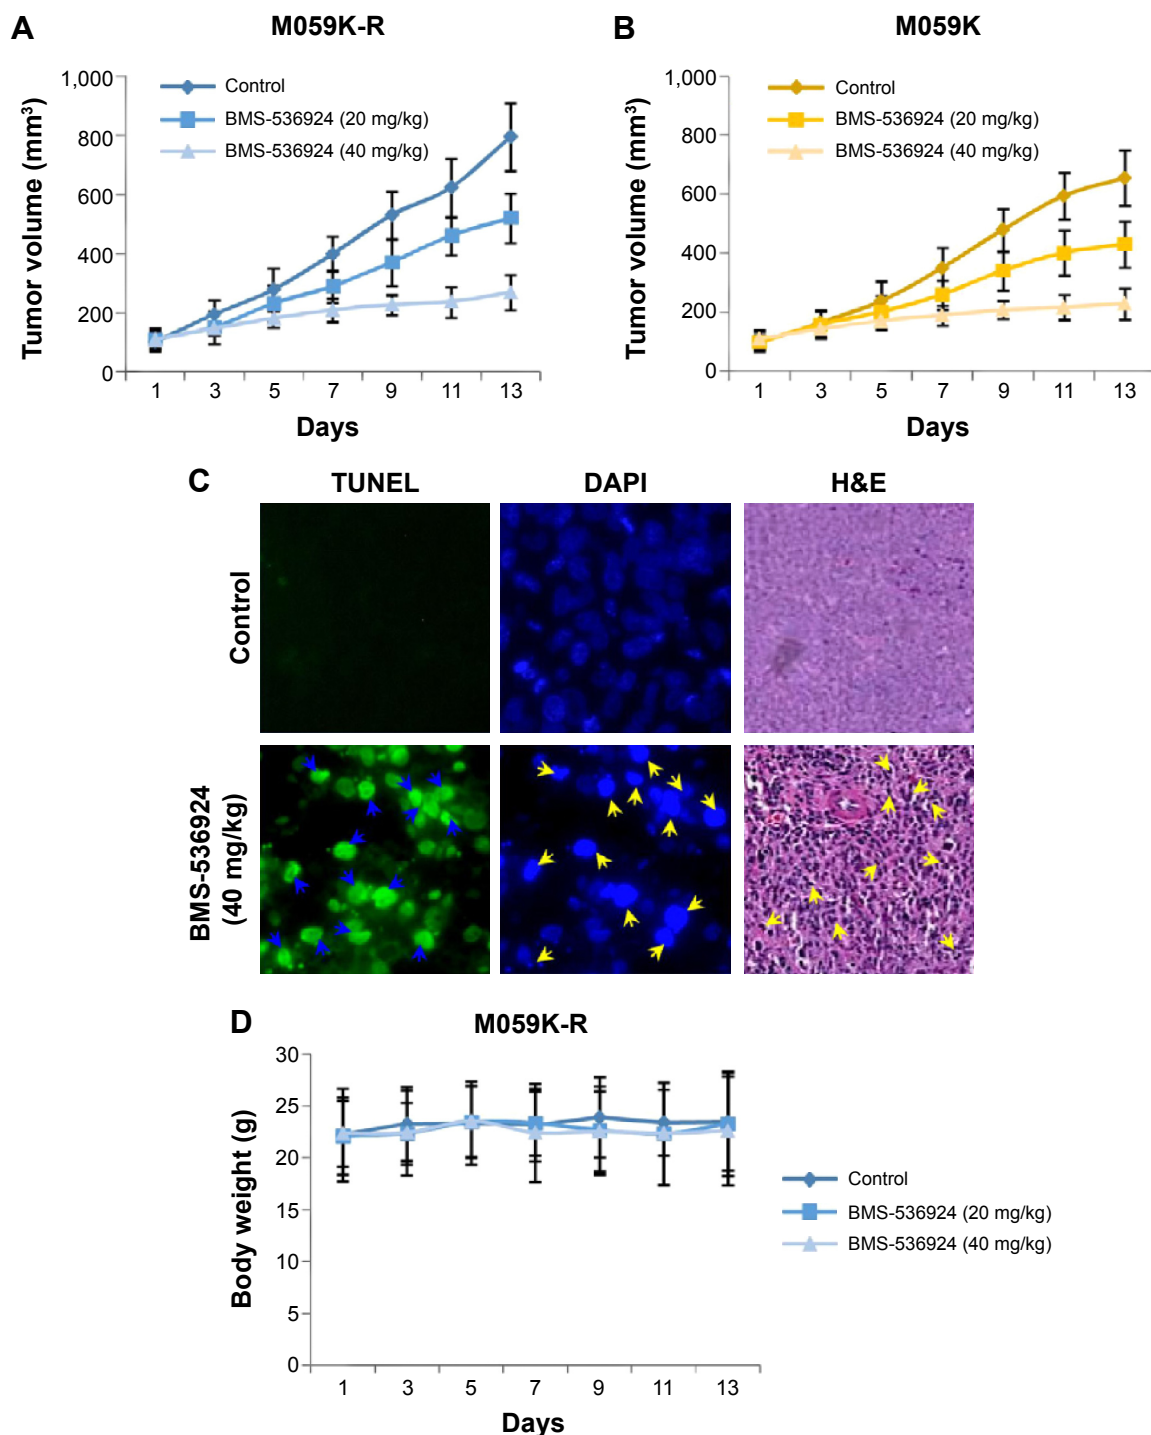 A
M059K-R
Tumor volume (mm³)
1,000
800
600
400
200
0
Control
BMS-536924 (20 mg/kg)
BMS-536924 (40 mg/kg)
1 3 5 7 9 11 13
Days
B
M059K
Tumor volume (mm³)
1,000
800
600
400
200
0
Control
BMS-536924 (20 mg/kg)
BMS-536924 (40 mg/kg)
1 3 5 7 9 11 13
Days
C
TUNEL DAPI H&E
Control
BMS-536924
(40 mg/kg)
D
M059K-R
Body weight (g)
30
25
20
15
10
5
0
1 3 5 7 9 11 13
Days
Control
BMS-536924 (20 mg/kg)
BMS-536924 (40 mg/kg)